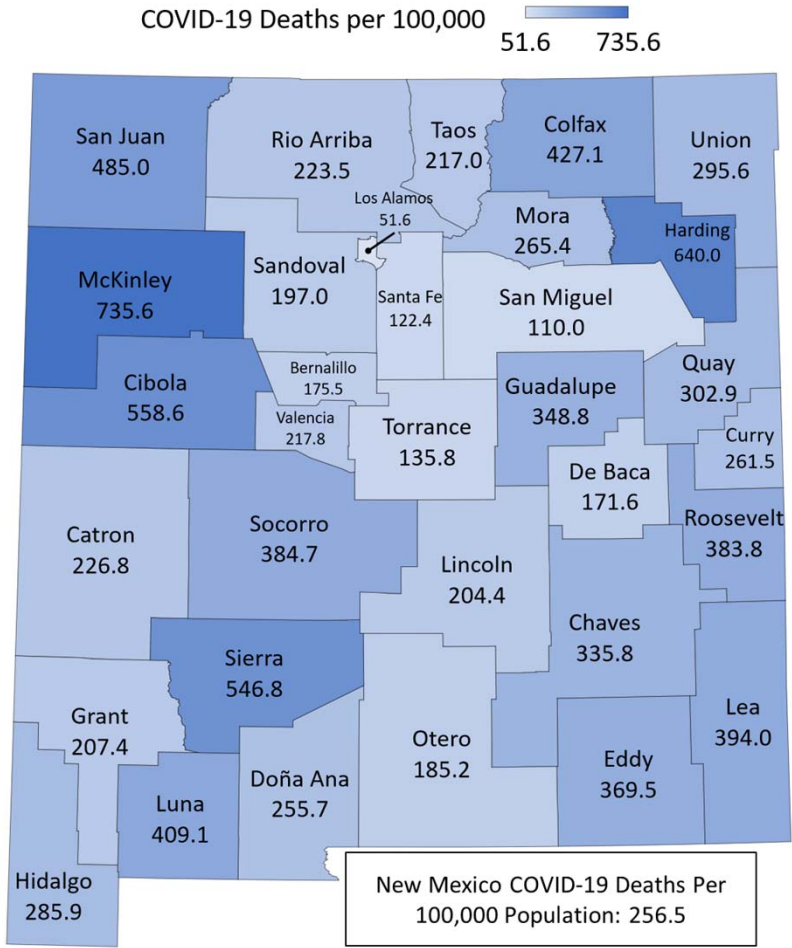 COVID-19 Deaths per 100,000
51.6 735.6
San Juan
485.0
Rio Arriba
223.5
Taos
217.0
Colfax
427.1
Union
295.6
Los Alamos
51.6
Mora
265.4
Harding
640.0
McKinley
735.6
Sandoval
197.0
Santa Fe
122.4
San Miguel
110.0
Cibola
558.6
Bernalillo
175.5
Valencia
217.8
Torrance
135.8
Guadalupe
348.8
Quay
302.9
Curry
261.5
De Baca
171.6
Roosevelt
383.8
Catron
226.8
Socorro
384.7
Lincoln
204.4
Chaves
335.8
Sierra
546.8
Grant
207.4
Luna
409.1
Doña Ana
255.7
Otero
185.2
Eddy
369.5
Lea
394.0
Hidalgo
285.9
New Mexico COVID-19 Deaths Per
100,000 Population: 256.5